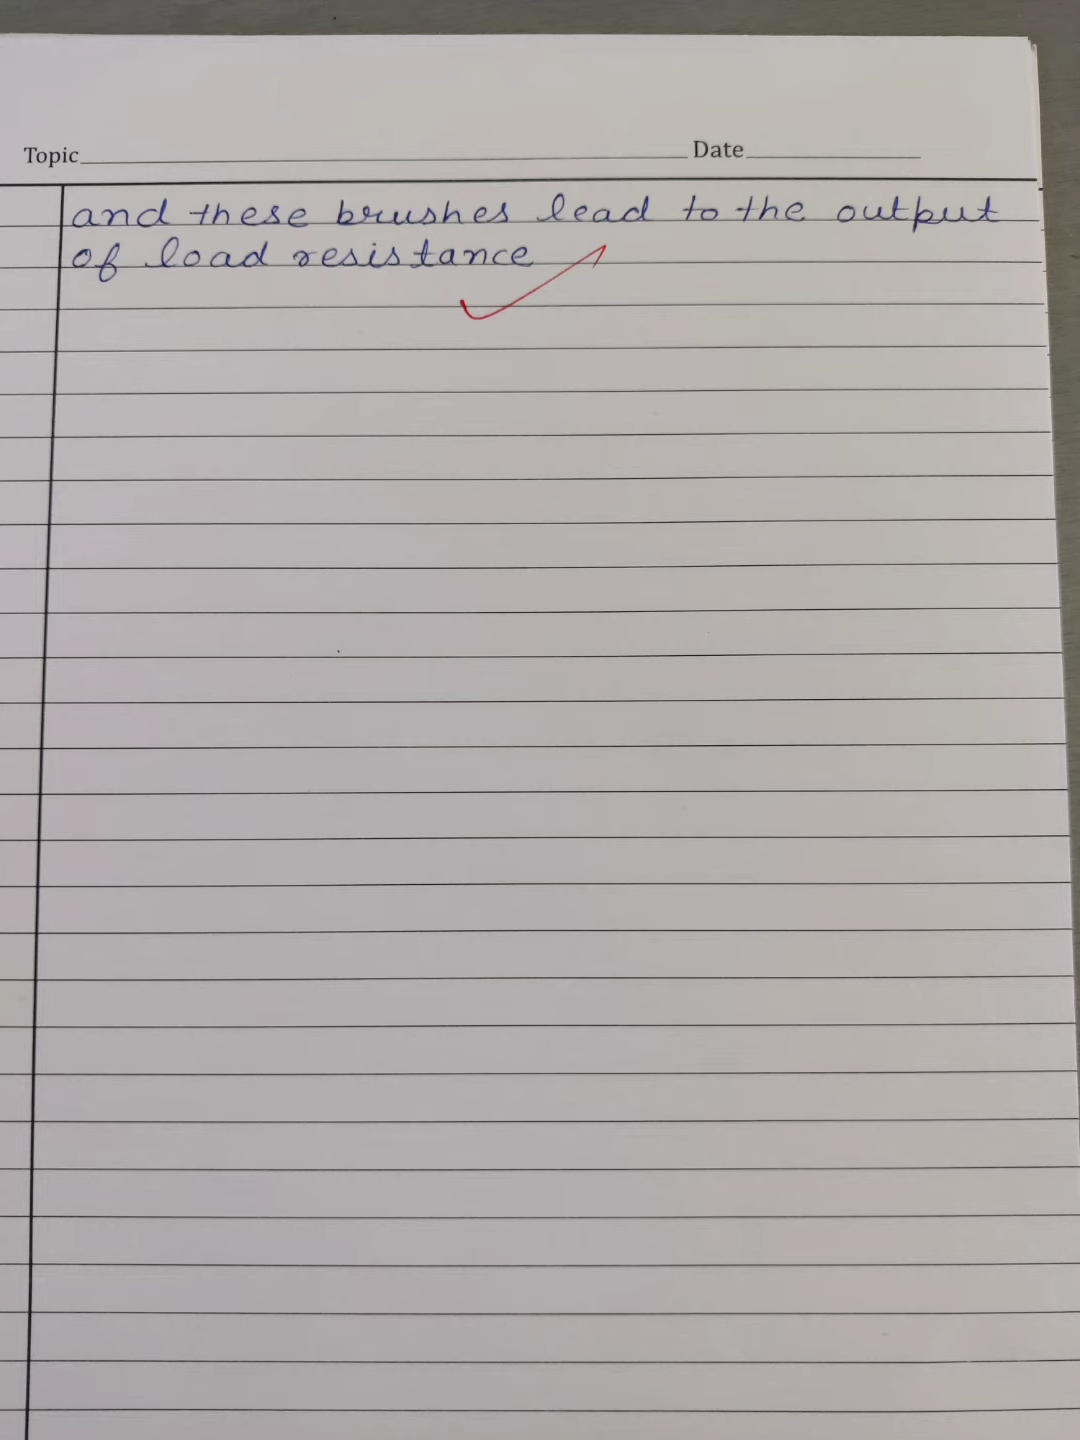 Topic Date
and these brushes lead to the output
of load resistance